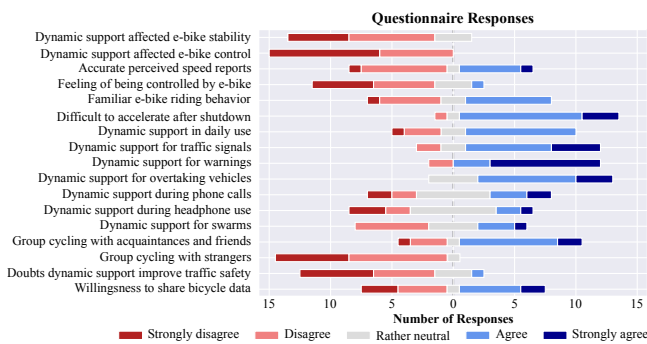 Questionnaire Responses
Dynamic support affected e-bike stability
Dynamic support affected e-bike control
Accurate perceived speed reports
Feeling of being controlled by e-bike
Familiar e-bike riding behavior
Difficult to accelerate after shutdown
Dynamic support in daily use
Dynamic support for traffic signals
Dynamic support for warnings
Dynamic support for overtaking vehicles
Dynamic support during phone calls
Dynamic support during headphone use
Dynamic support for swarms
Group cycling with acquaintances and friends
Group cycling with strangers
Doubts dynamic support improve traffic safety
Willingsness to share bicycle data
15 10 5 0 5 10 15
Number of Responses
Strongly disagree Disagree Rather neutral Agree Strongly agree